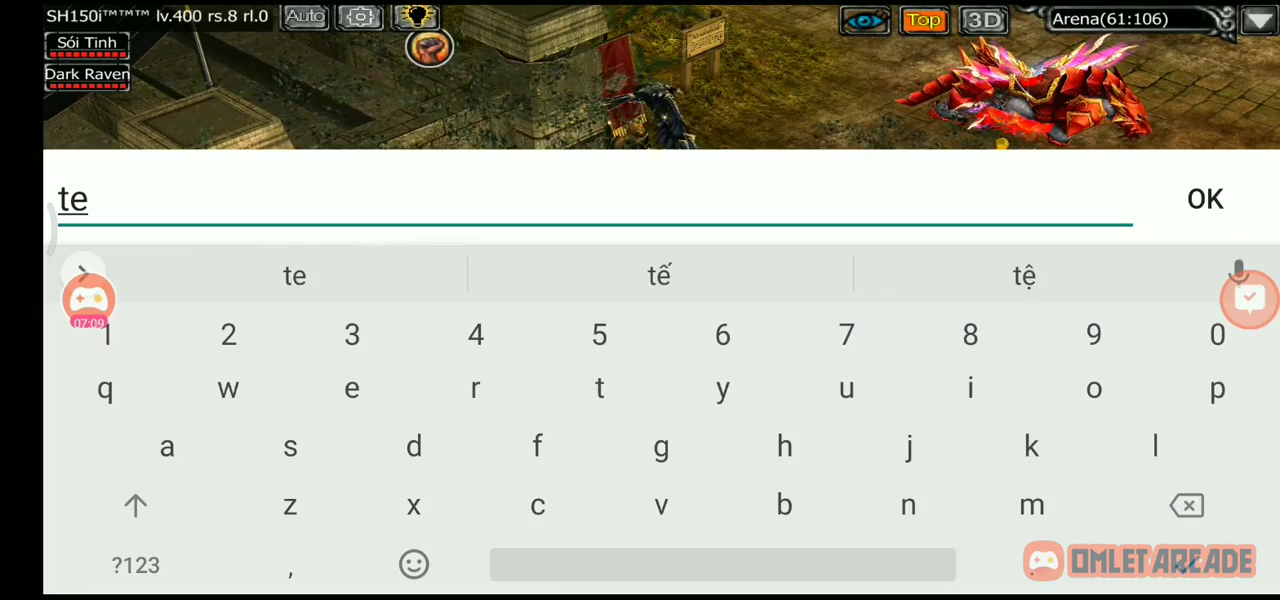 SH150i™™™ lv.400 rs.8 rl.0 Auto Top 3D Arena(61:106)
Sói Tinh
Dark Raven
te OK
te tế tệ
07:09
1 2 3 4 5 6 7 8 9 0
q w e r t y u i o p
a s d f g h j k l
z x c v b n m
?123 , OMLET ARCADE